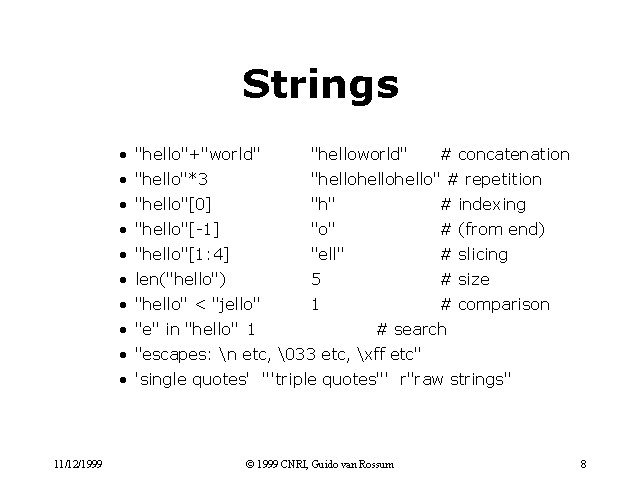 Strings
• "hello"+"world" "helloworld" # concatenation
• "hello"*3 "hellohellohello" # repetition
• "hello"[0] "h" # indexing
• "hello"[-1] "o" # (from end)
• "hello"[1:4] "ell" # slicing
• len("hello") 5 # size
• "hello" < "jello" 1 # comparison
• "e" in "hello" 1 # search
• "escapes: \n etc, \033 etc, \xff etc"
• 'single quotes' "'triple quotes"' r"raw strings"
11/12/1999 © 1999 CNRI, Guido van Rossum 8